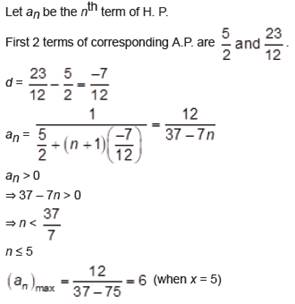 Let aₙ be the nᵗʰ term of H. P.
First 2 terms of corresponding A.P. are 5/2 and 23/12 .
d = 23/12 − 5/2 = −7/12
aₙ = 1/(5/2 + (n + 1)(−7/12)) = 12/(37 − 7n)
aₙ > 0
⇒ 37 – 7n > 0
⇒ n < 37/7
n ≤ 5
(aₙ)max = 12/(37 − 75) = 6 (when x = 5)